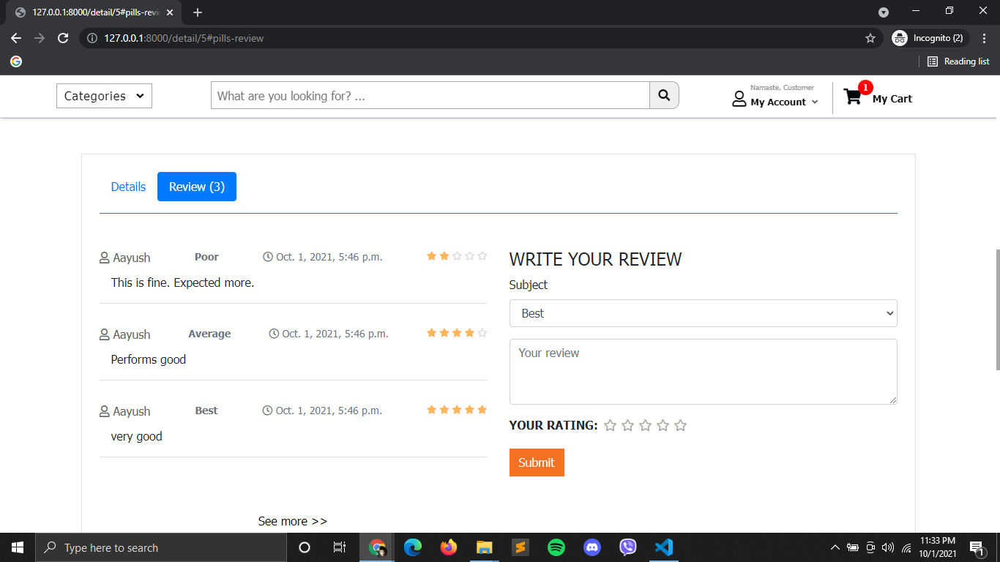 127.0.0.1:8000/detail/5#pills-revi
127.0.0.1:8000/detail/5#pills-review
Incognito (2)
Reading list
Categories
What are you looking for? ...
Namaste, Customer
My Account
1
My Cart
Details
Review (3)
Aayush Poor Oct. 1, 2021, 5:46 p.m.
This is fine. Expected more.
Aayush Average Oct. 1, 2021, 5:46 p.m.
Performs good
Aayush Best Oct. 1, 2021, 5:46 p.m.
very good
See more >>
WRITE YOUR REVIEW
Subject
Best
Your review
YOUR RATING:
Submit
Type here to search
11:33 PM
10/1/2021
1